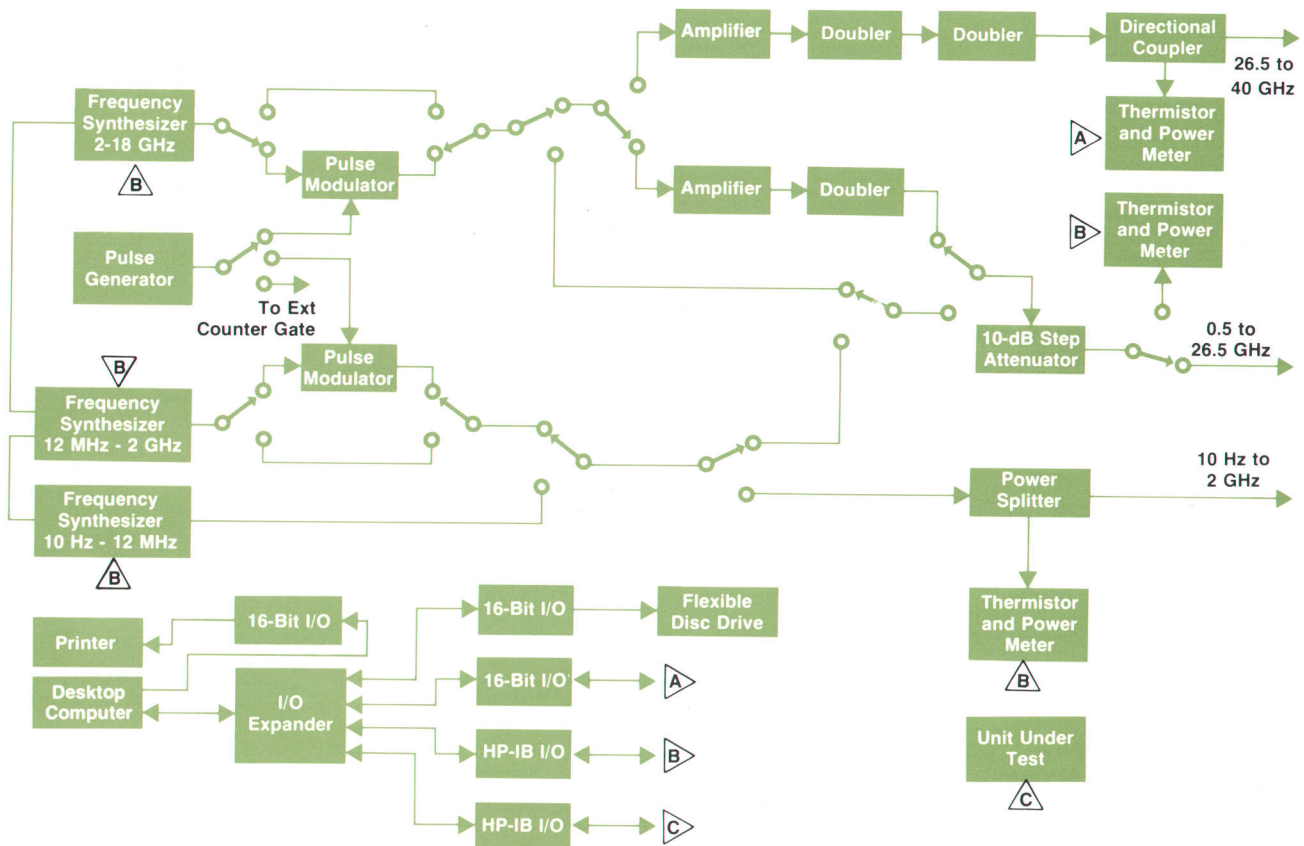 Amplifier
Doubler
Doubler
Directional
Coupler
26.5 to
40 GHz
Frequency
Synthesizer
2-18 GHz
B
Pulse
Modulator
Thermistor
and Power
Meter
A
Amplifier
Doubler
Thermistor
and Power
Meter
B
Pulse
Generator
To Ext
Counter Gate
Pulse
Modulator
10-dB Step
Attenuator
0.5 to
26.5 GHz
B
Frequency
Synthesizer
12 MHz - 2 GHz
Frequency
Synthesizer
10 Hz - 12 MHz
B
Power
Splitter
10 Hz to
2 GHz
Thermistor
and Power
Meter
B
Printer
16-Bit I/O
16-Bit I/O
Flexible
Disc Drive
Desktop
Computer
I/O
Expander
16-Bit I/O
A
HP-IB I/O
B
HP-IB I/O
C
Unit Under
Test
C